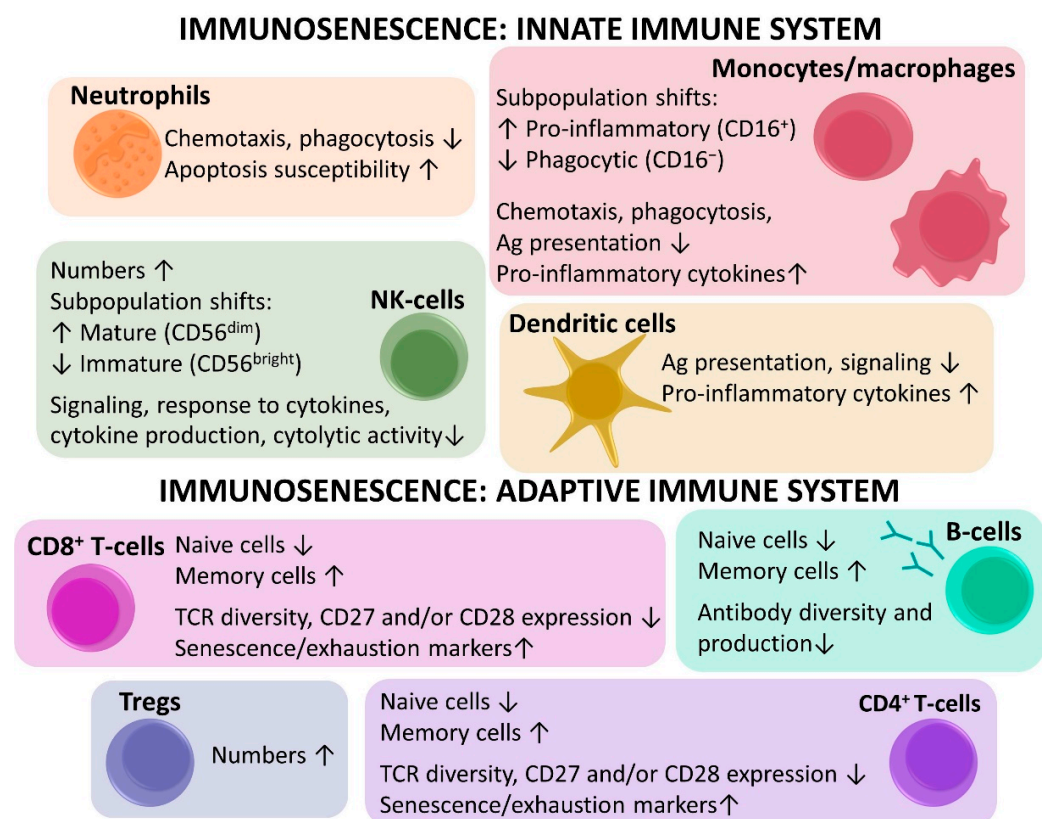 IMMUNOSENESCENCE: INNATE IMMUNE SYSTEM
Neutrophils
Chemotaxis, phagocytosis ↓
Apoptosis susceptibility ↑
Monocytes/macrophages
Subpopulation shifts:
↑ Pro-inflammatory (CD16⁺)
↓ Phagocytic (CD16⁻)
Chemotaxis, phagocytosis,
Ag presentation ↓
Pro-inflammatory cytokines↑
NK-cells
Numbers ↑
Subpopulation shifts:
↑ Mature (CD56ᵈⁱᵐ)
↓ Immature (CD56ᵇʳⁱᵍʰᵗ)
Signaling, response to cytokines,
cytokine production, cytolytic activity↓
Dendritic cells
Ag presentation, signaling ↓
Pro-inflammatory cytokines ↑
IMMUNOSENESCENCE: ADAPTIVE IMMUNE SYSTEM
CD8⁺ T-cells
Naive cells ↓
Memory cells ↑
TCR diversity, CD27 and/or CD28 expression ↓
Senescence/exhaustion markers↑
B-cells
Naive cells ↓
Memory cells ↑
Antibody diversity and
production↓
Tregs
Numbers ↑
CD4⁺ T-cells
Naive cells ↓
Memory cells ↑
TCR diversity, CD27 and/or CD28 expression ↓
Senescence/exhaustion markers↑